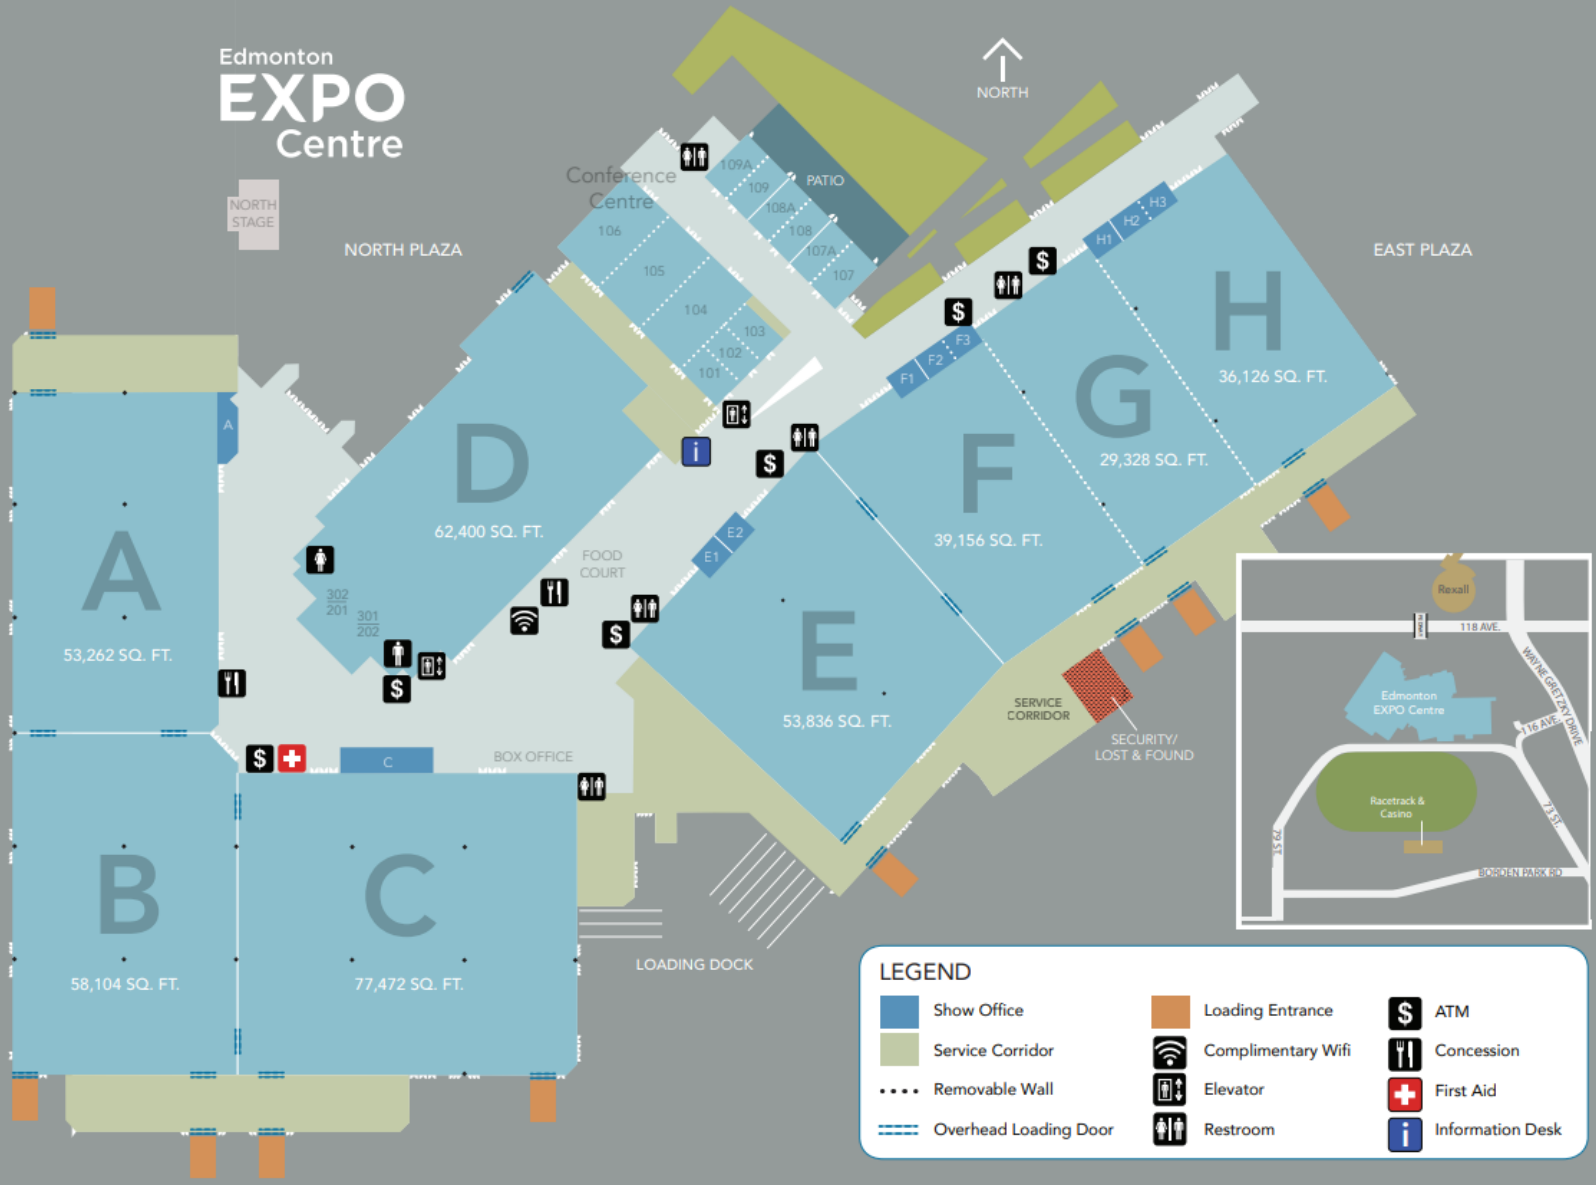 Edmonton
EXPO
Centre
NORTH
NORTH
STAGE
NORTH PLAZA
EAST PLAZA
Conference
Centre
PATIO
109A
109
108A
108
107A
107
106
105
104
103
102
101
H1
H2
H3
F1
F2
F3
E1
E2
A
C
A
53,262 SQ. FT.
B
58,104 SQ. FT.
C
77,472 SQ. FT.
D
62,400 SQ. FT.
E
53,836 SQ. FT.
F
39,156 SQ. FT.
G
29,328 SQ. FT.
H
36,126 SQ. FT.
302
201
301
202
FOOD
COURT
BOX OFFICE
SERVICE
CORRIDOR
SECURITY/
LOST & FOUND
LOADING DOCK
$
$
$
$
$
$
i
Rexall
118 AVE.
WAYNE GRETZKY DRIVE
Edmonton
EXPO Centre
116 AVE.
Racetrack &
Casino
73 ST.
79 ST
BORDEN PARK RD
LEGEND
Show Office
Service Corridor
Removable Wall
Overhead Loading Door
Loading Entrance
Complimentary Wifi
Elevator
Restroom
$ ATM
Concession
First Aid
i Information Desk